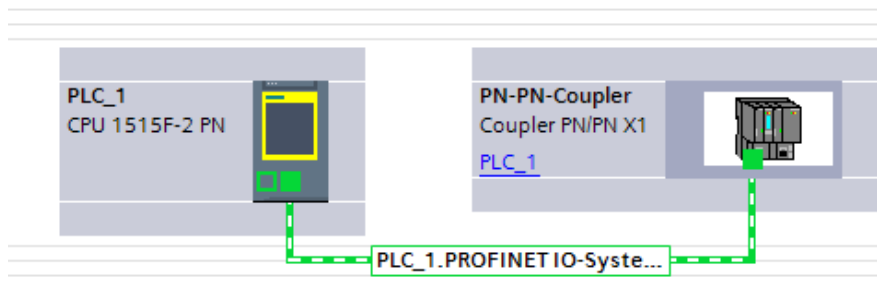 PLC_1
CPU 1515F-2 PN
PN-PN-Coupler
Coupler PN/PN X1
PLC_1
PLC_1.PROFINET IO-Syste...